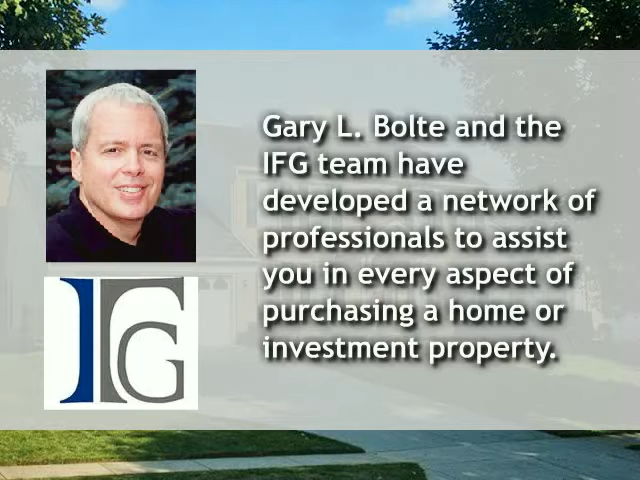 Gary L. Bolte and the
IFG team have
developed a network of
professionals to assist
you in every aspect of
purchasing a home or
investment property.
IFG